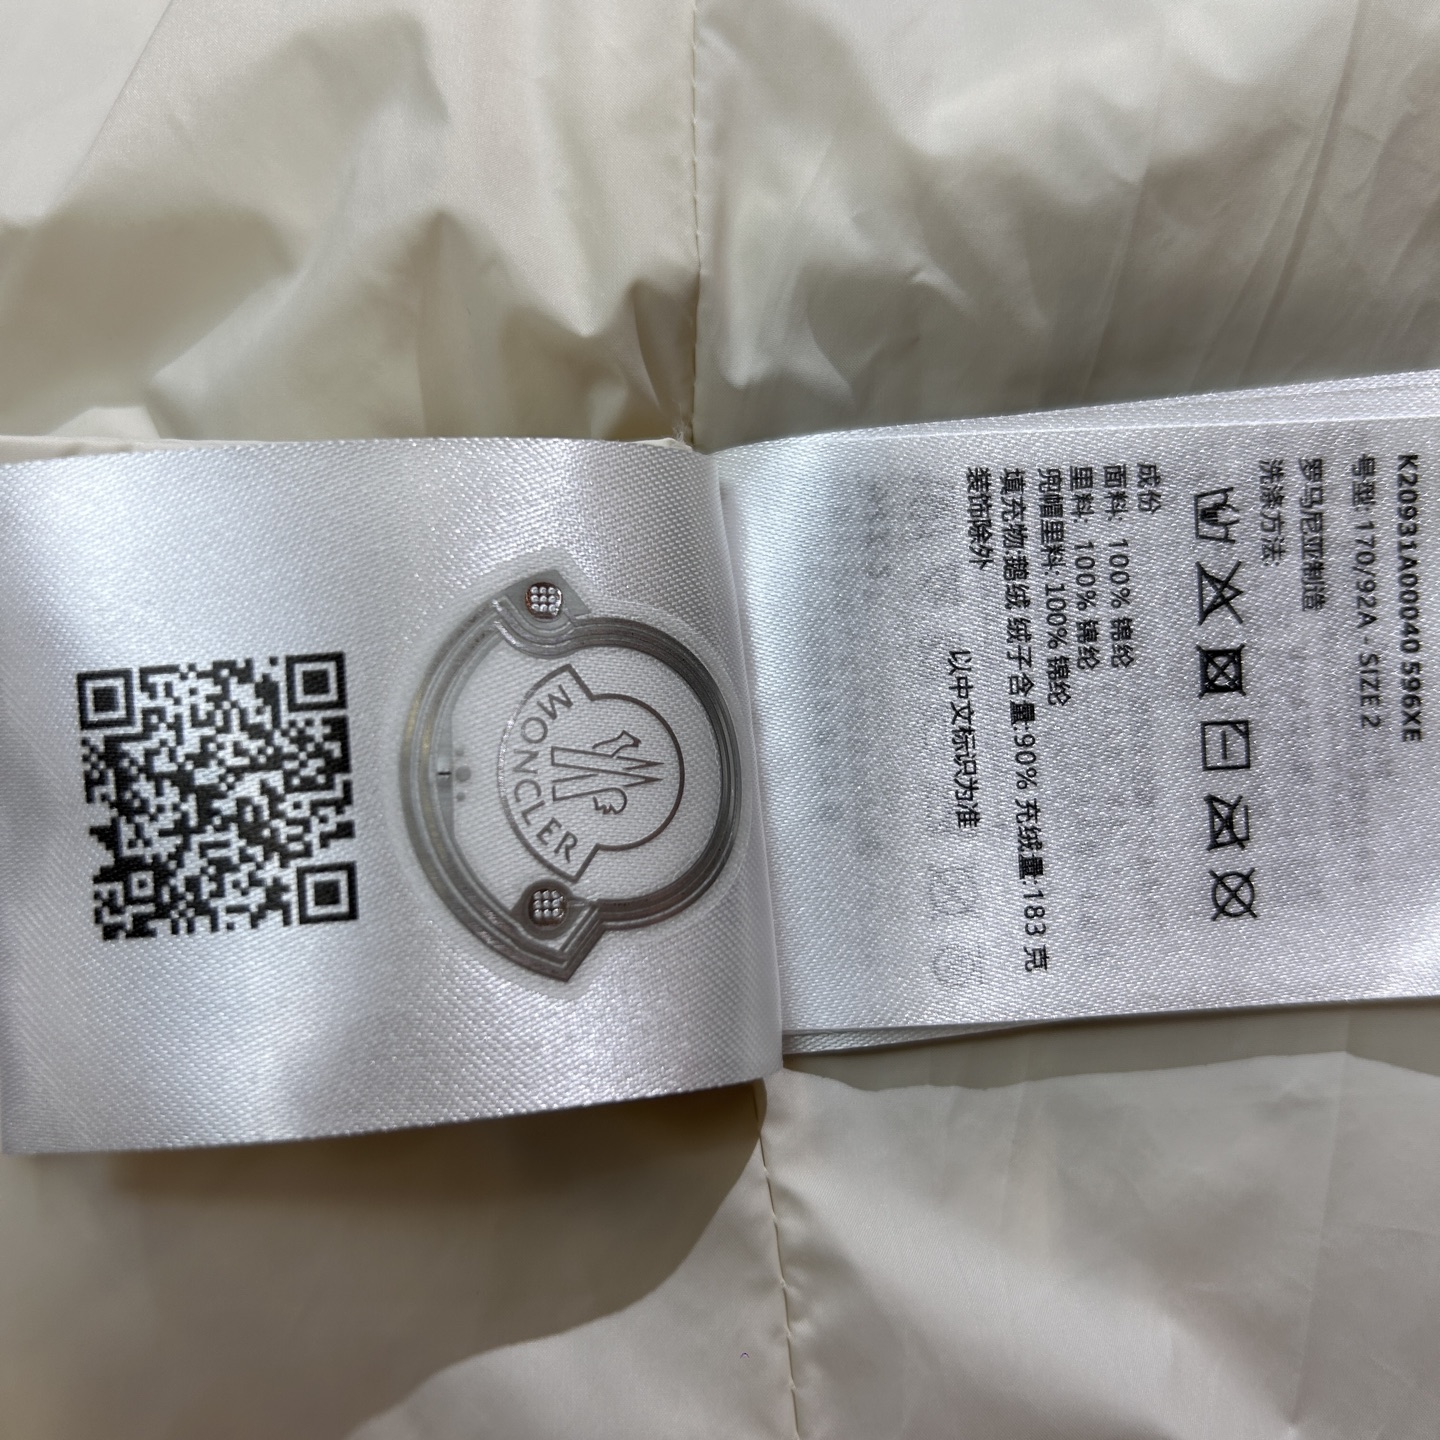 MONCLER
K20931A00040 596XE
号型: 170/92A - SIZE 2
罗马尼亚制造
洗涤方法:
成份
面料: 100% 锦纶
里料: 100% 锦纶
兜帽里料: 100% 锦纶
填充物:鹅绒 绒子含量:90% 充绒量:183 克
装饰除外
以中文标识为准